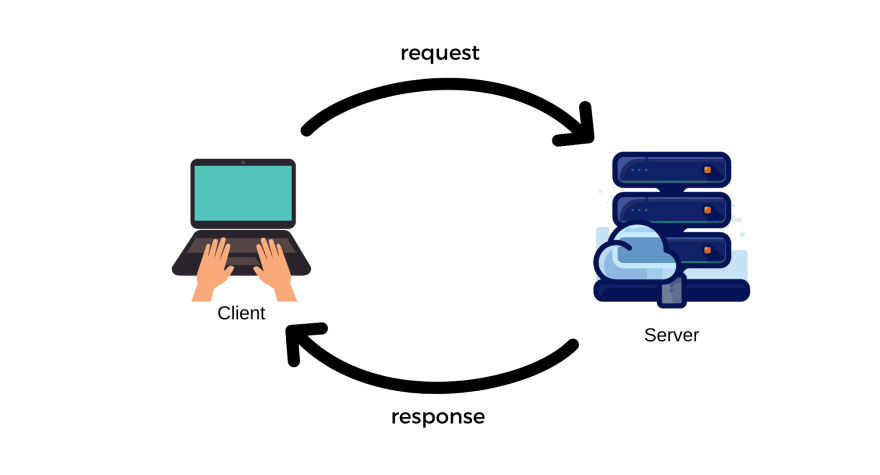 request
Client
Server
response